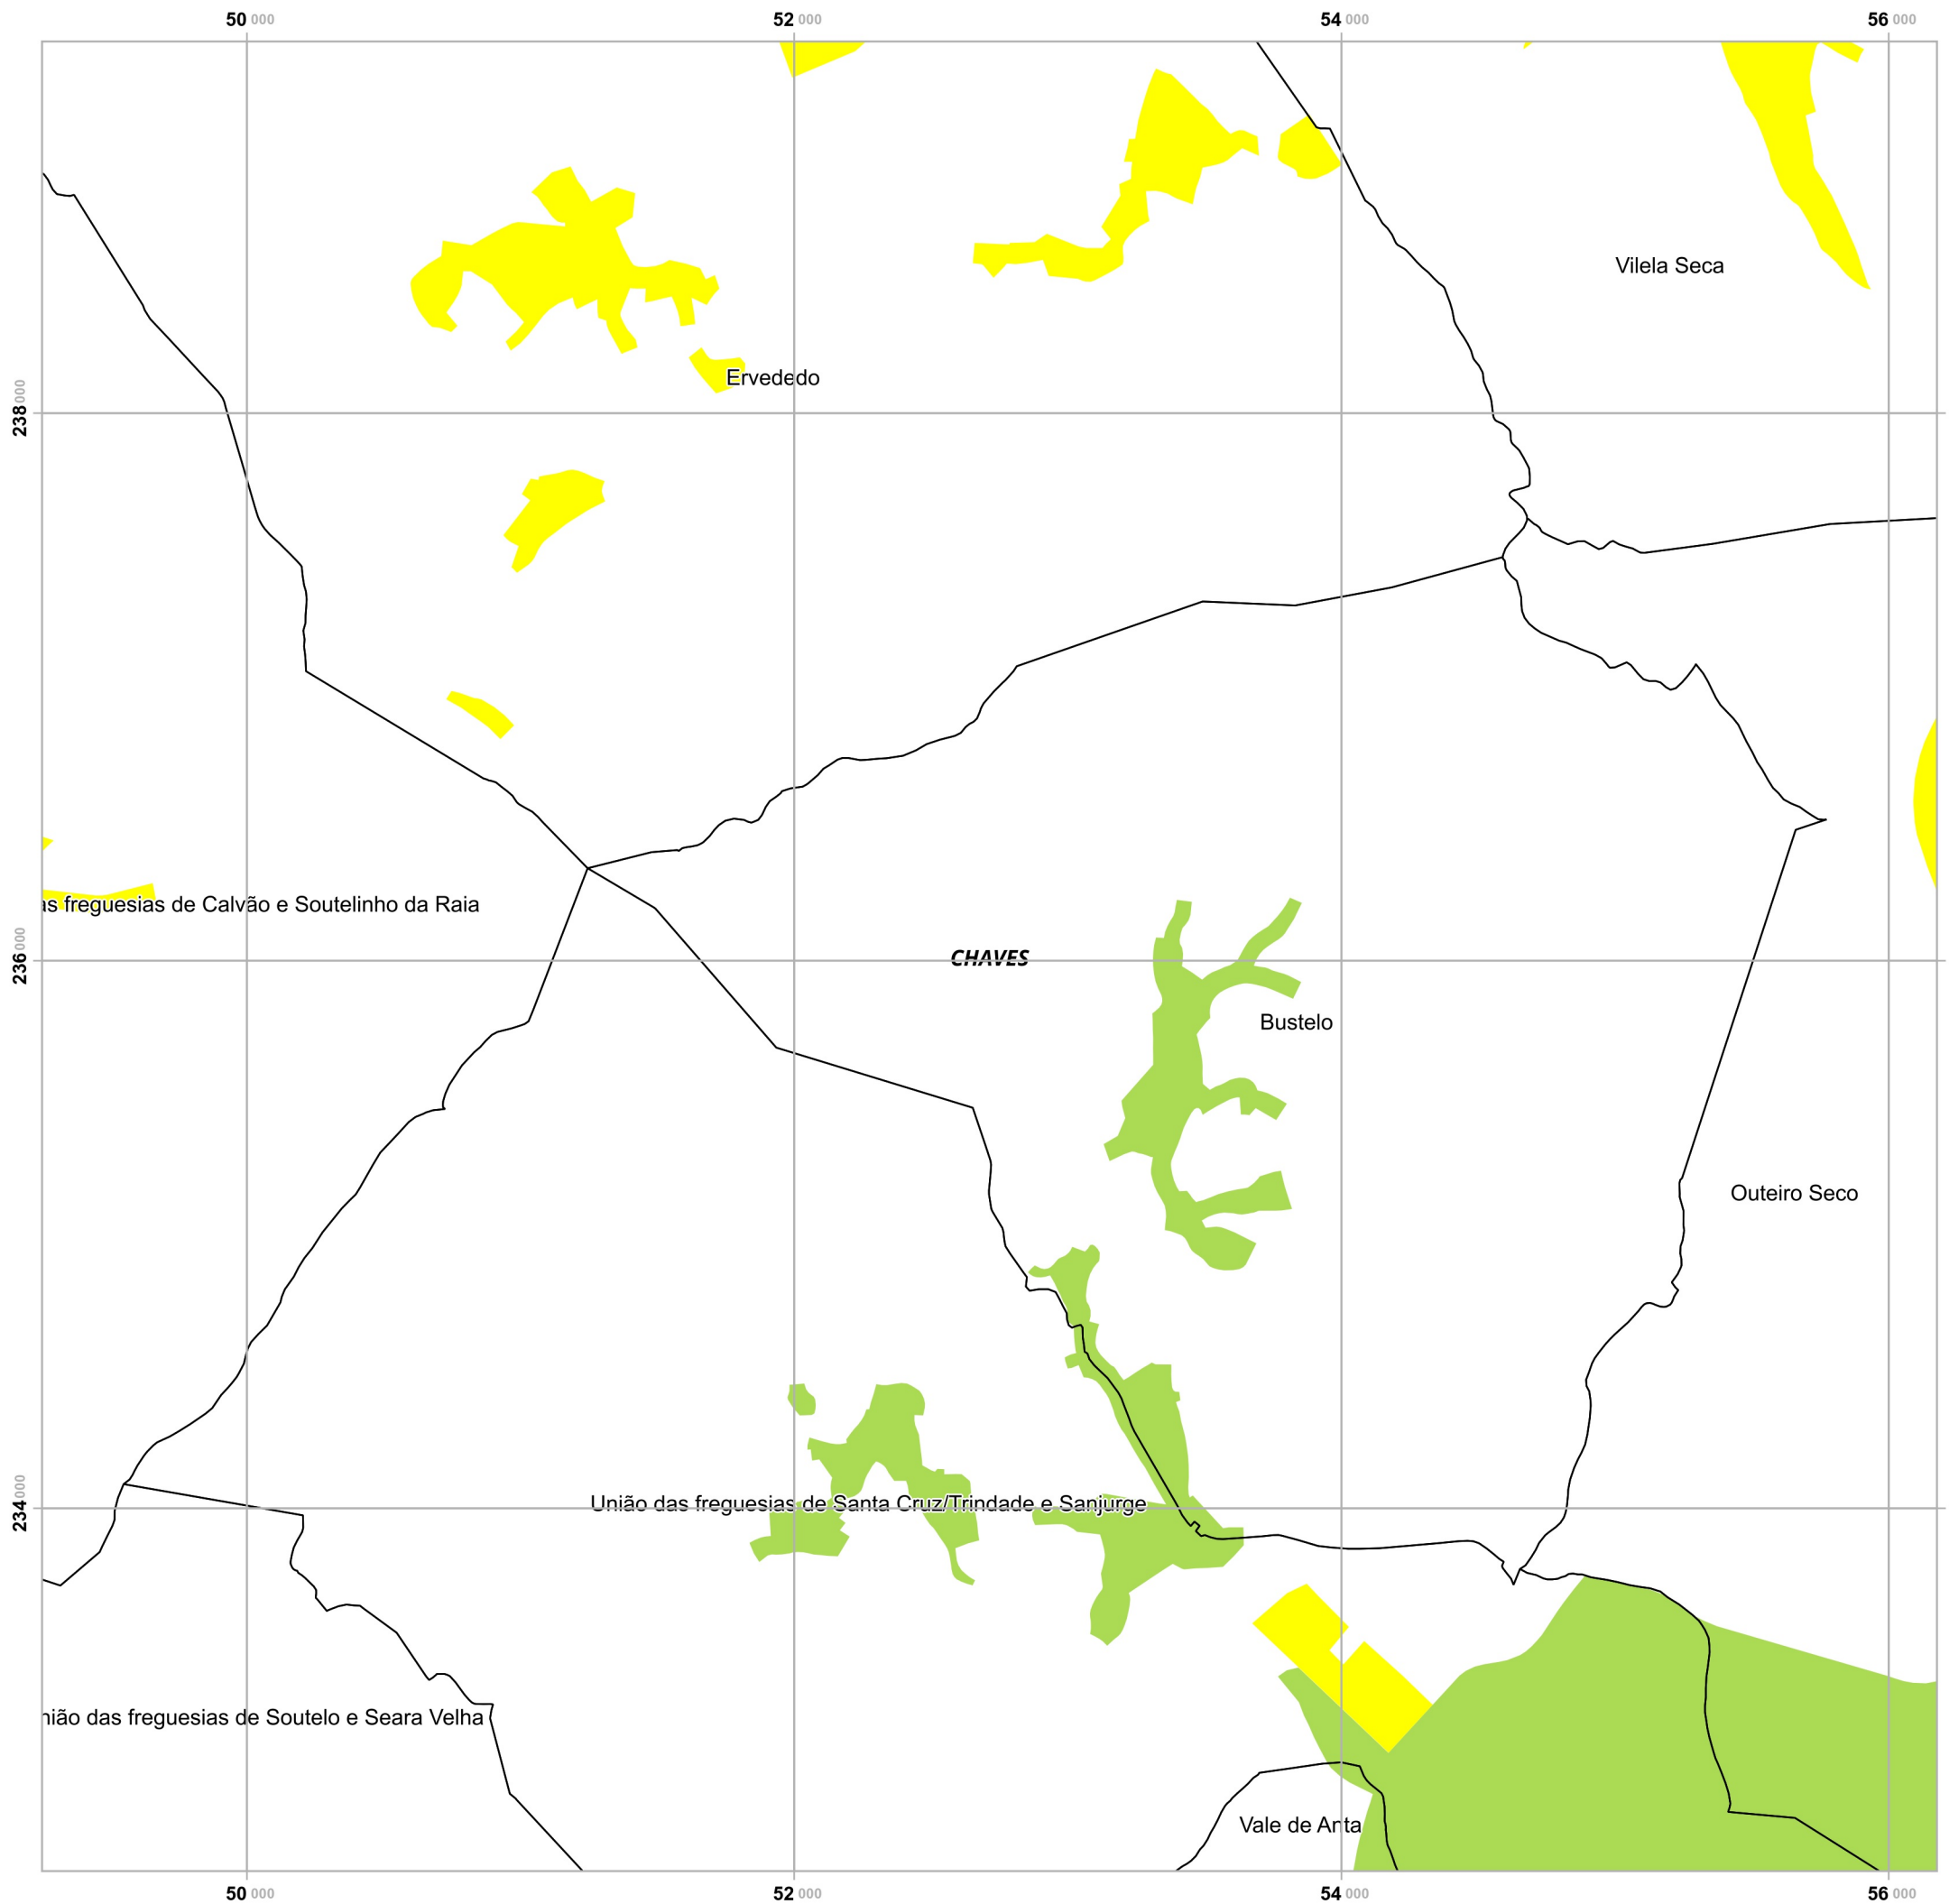 50 000
52 000
54 000
56 000
Vilela Seca
Ervededo
238 000
as freguesias de Calvão e Soutelinho da Raia
CHAVES
236 000
Bustelo
Outeiro Seco
União das freguesias de Santa Cruz/Trindade e Sanjurge
234 000
nião das freguesias de Soutelo e Seara Velha
Vale de Anta
50 000
52 000
54 000
56 000